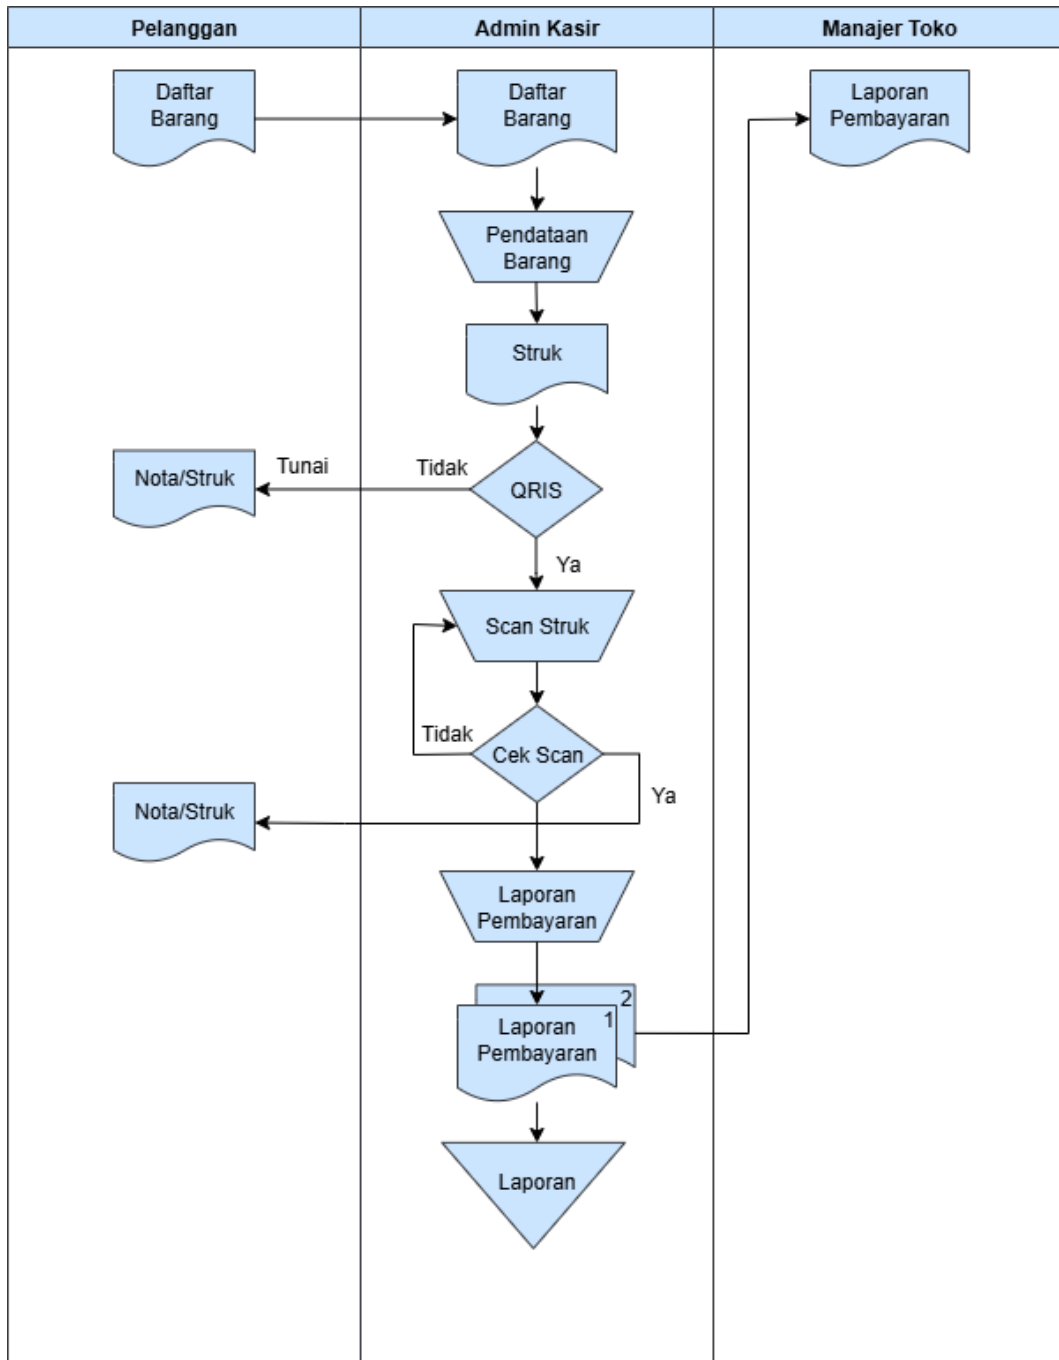 Pelanggan
Admin Kasir
Manajer Toko
Daftar
Barang
Daftar
Barang
Laporan
Pembayaran
Pendataan
Barang
Struk
Nota/Struk
Tunai
Tidak
QRIS
Ya
Scan Struk
Tidak
Cek Scan
Ya
Nota/Struk
Laporan
Pembayaran
2
1
Laporan
Pembayaran
Laporan